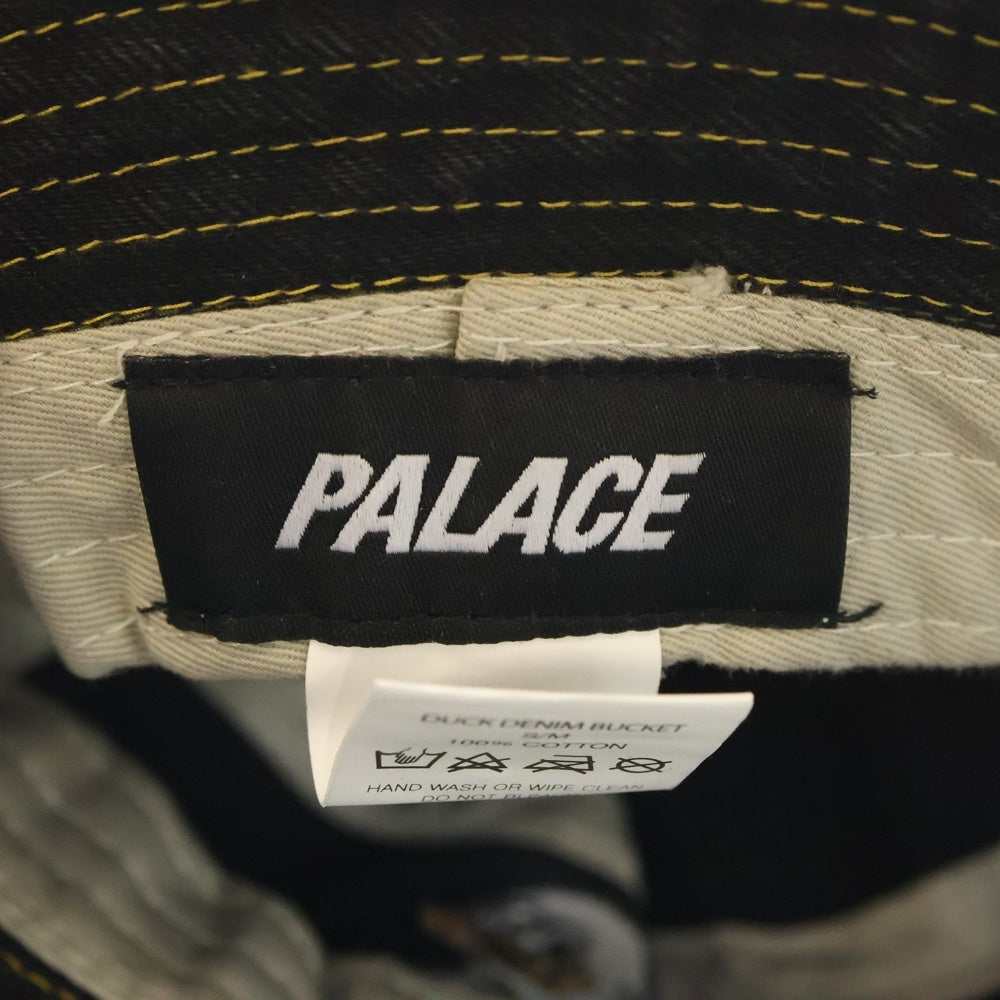 PALACE
DUCK DENIM BUCKET
S/M
100% COTTON
HAND WASH OR WIPE CLEAN
DO NOT BLEACH